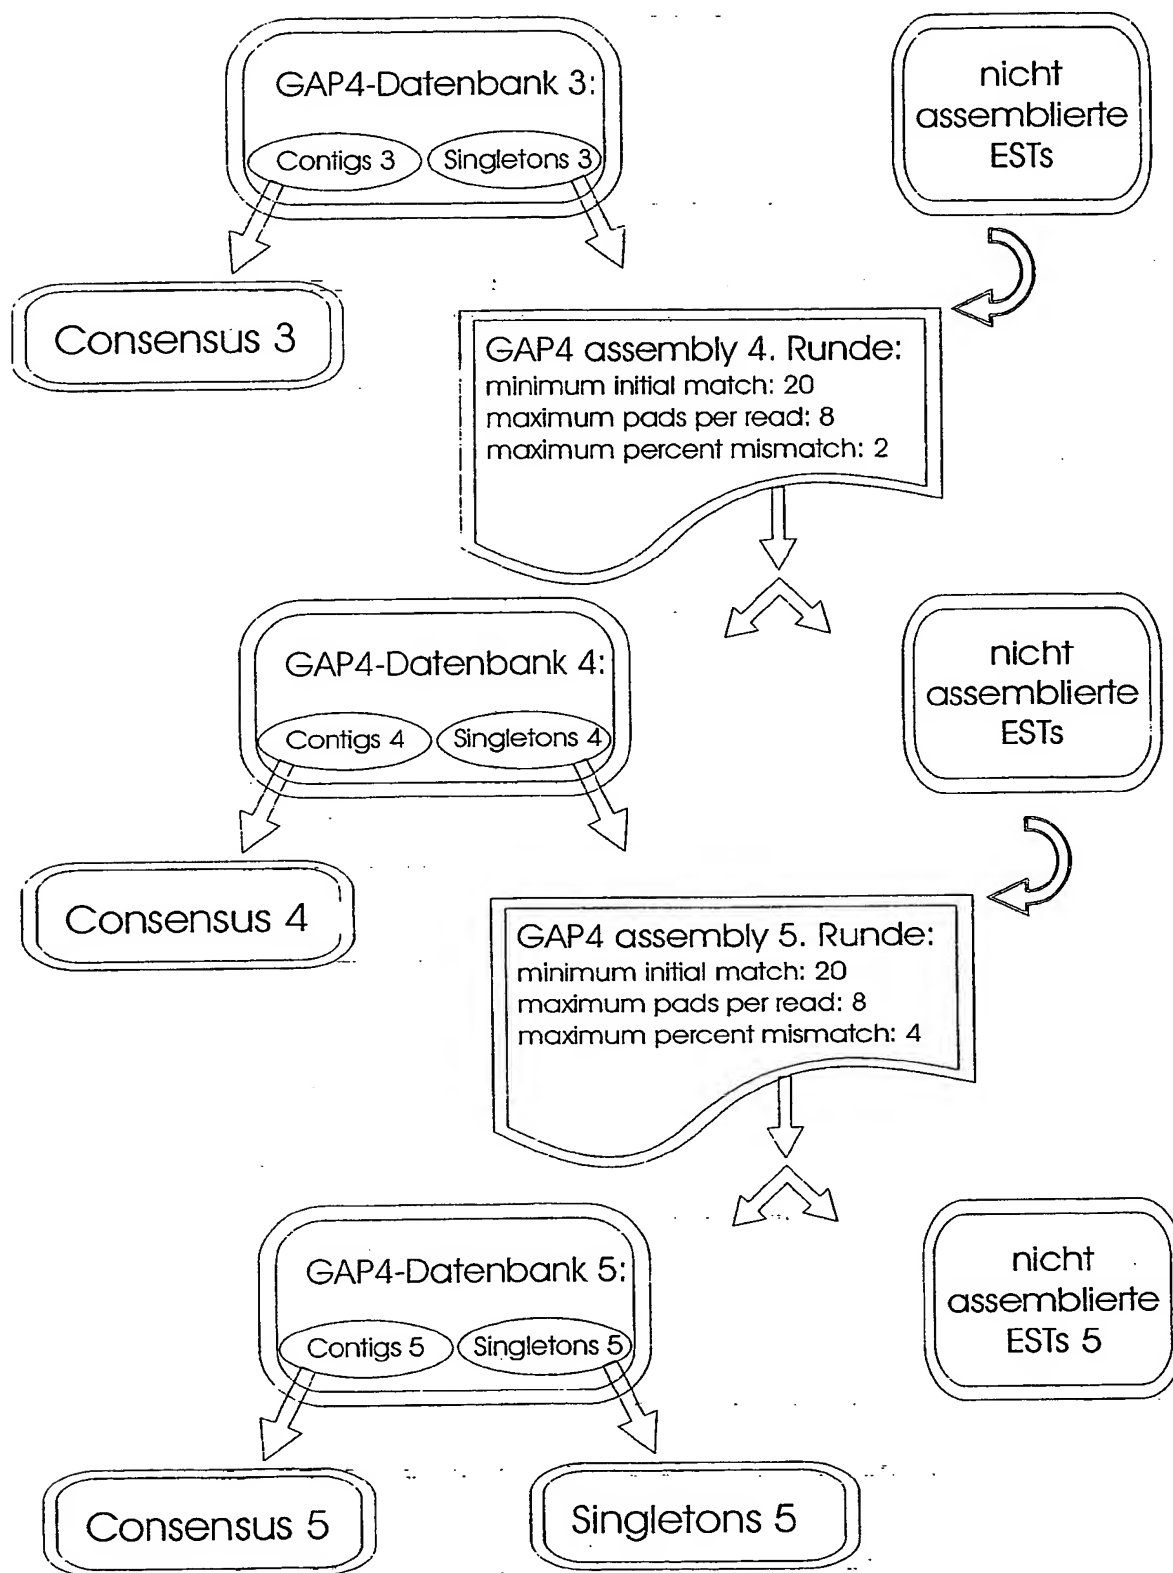 GAP4-Datenbank 3:
Contigs 3
Singletons 3
nicht
assemblierte
ESTs
Consensus 3
GAP4 assembly 4. Runde:
minimum initial match: 20
maximum pads per read: 8
maximum percent mismatch: 2
GAP4-Datenbank 4:
Contigs 4
Singletons 4
nicht
assemblierte
ESTs
Consensus 4
GAP4 assembly 5. Runde:
minimum initial match: 20
maximum pads per read: 8
maximum percent mismatch: 4
GAP4-Datenbank 5:
Contigs 5
Singletons 5
nicht
assemblierte
ESTs 5
Consensus 5
Singletons 5